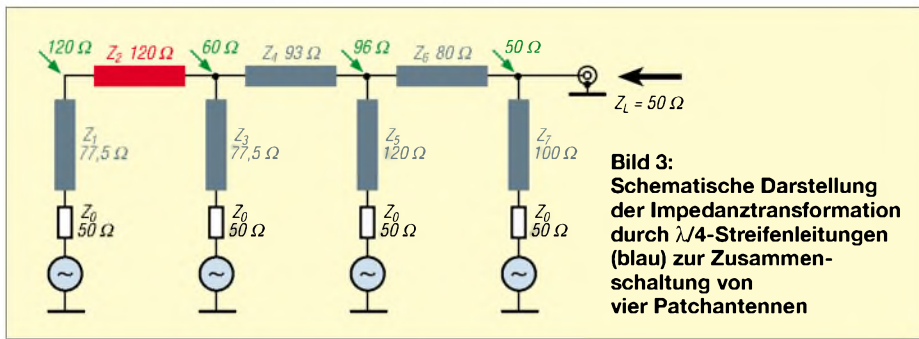 120 Ω
Z2 120 Ω
60 Ω
Z4 93 Ω
96 Ω
Z6 80 Ω
50 Ω
ZL = 50 Ω
Z1
77,5 Ω
Z3
77,5 Ω
Z5
120 Ω
Z7
100 Ω
Z0
50 Ω
Z0
50 Ω
Z0
50 Ω
Z0
50 Ω
~
~
~
~
Bild 3:
Schematische Darstellung
der Impedanztransformation
durch λ/4-Streifenleitungen
(blau) zur Zusammen-
schaltung von
vier Patchantennen